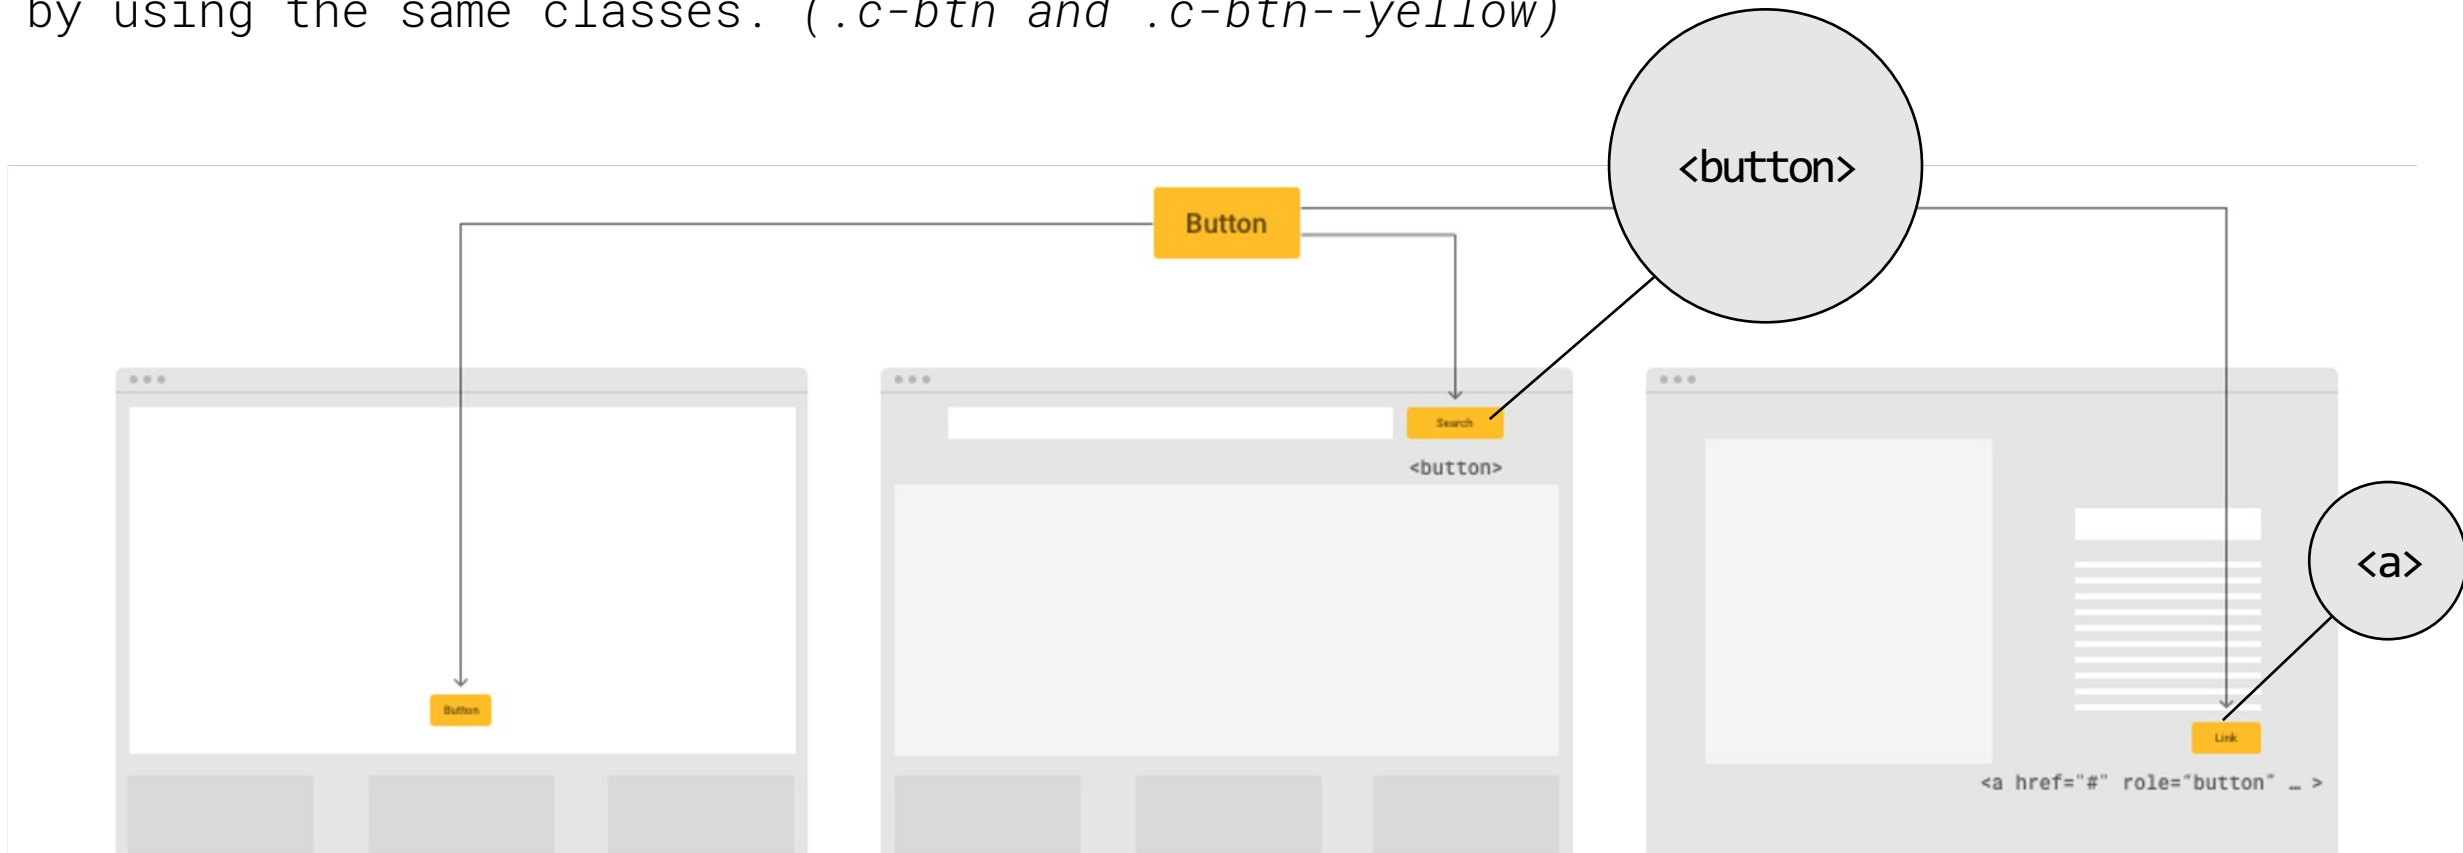 by using the same classes. (.c-btn and .c-btn--yellow)
<button>
Button
Search
<button>
<a>
Button
Link
<a href="#" role="button" … >